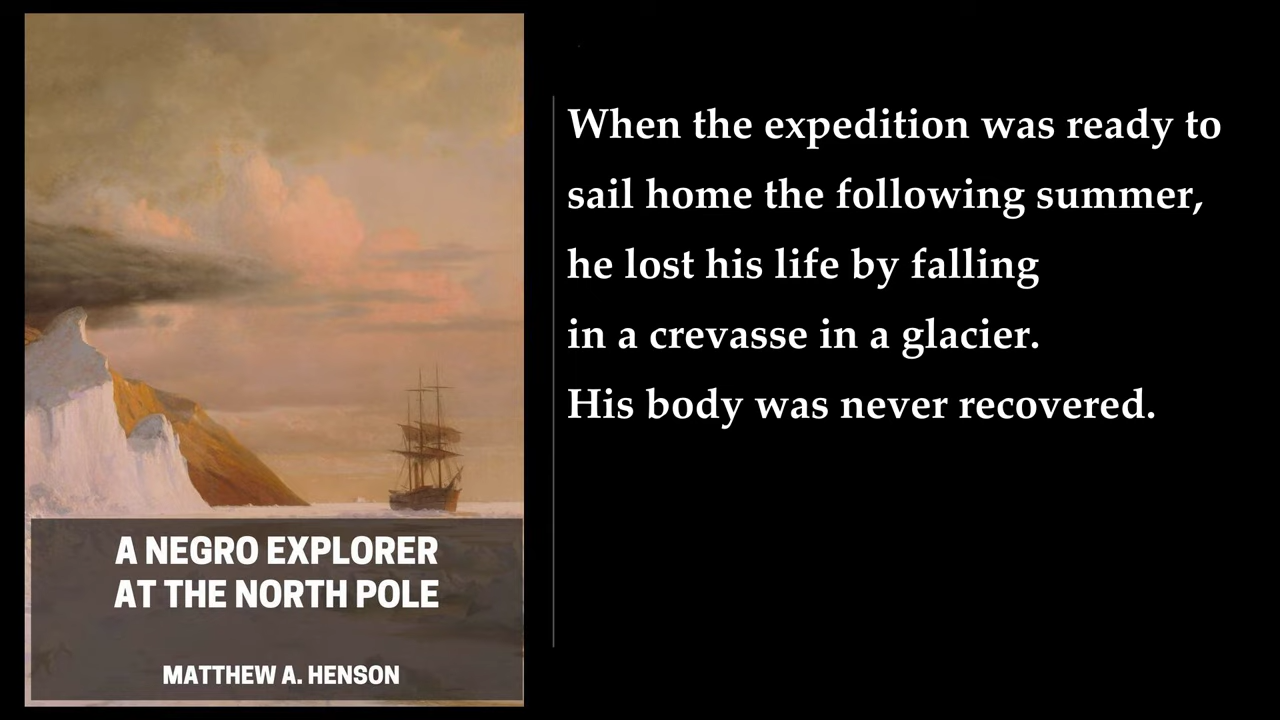 A NEGRO EXPLORER
AT THE NORTH POLE
MATTHEW A. HENSON
When the expedition was ready to
sail home the following summer,
he lost his life by falling
in a crevasse in a glacier.
His body was never recovered.